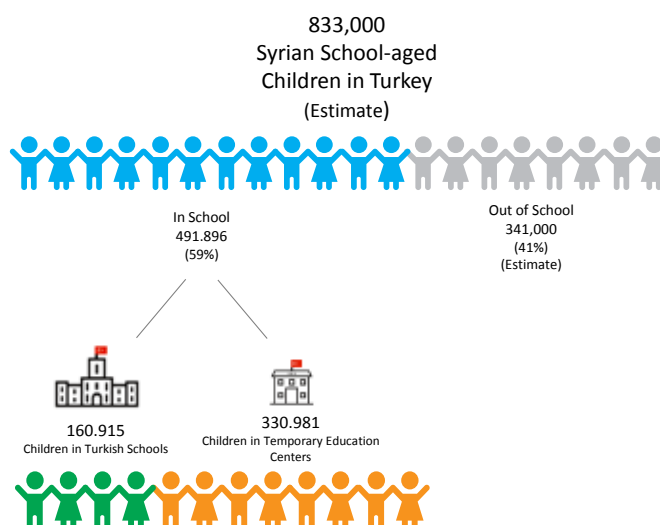 833,000
Syrian School-aged
Children in Turkey
(Estimate)
In School
491.896
(59%)
Out of School
341,000
(41%)
(Estimate)
160.915
Children in Turkish Schools
330.981
Children in Temporary Education
Centers